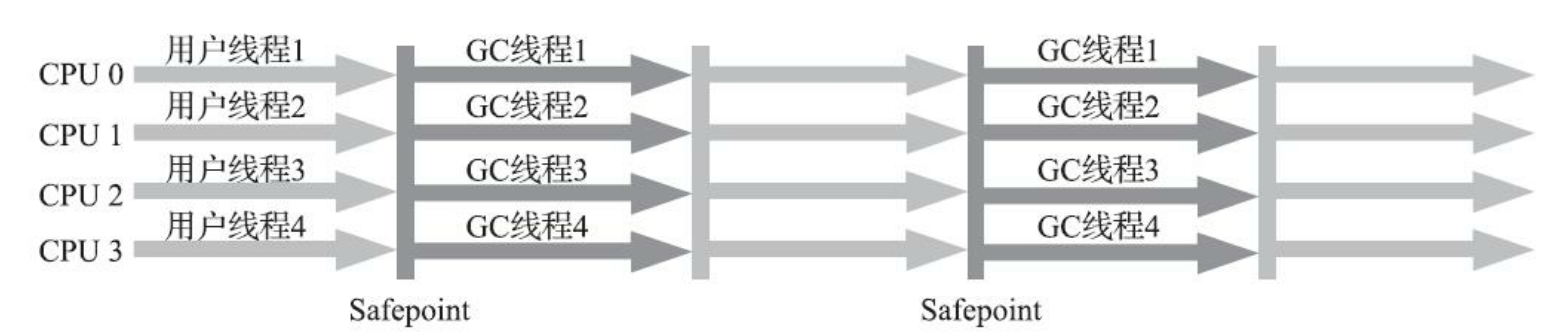 用户线程1 GC线程1 GC线程1
CPU 0
用户线程2 GC线程2 GC线程2
CPU 1
用户线程3 GC线程3 GC线程3
CPU 2
用户线程4 GC线程4 GC线程4
CPU 3
Safepoint Safepoint